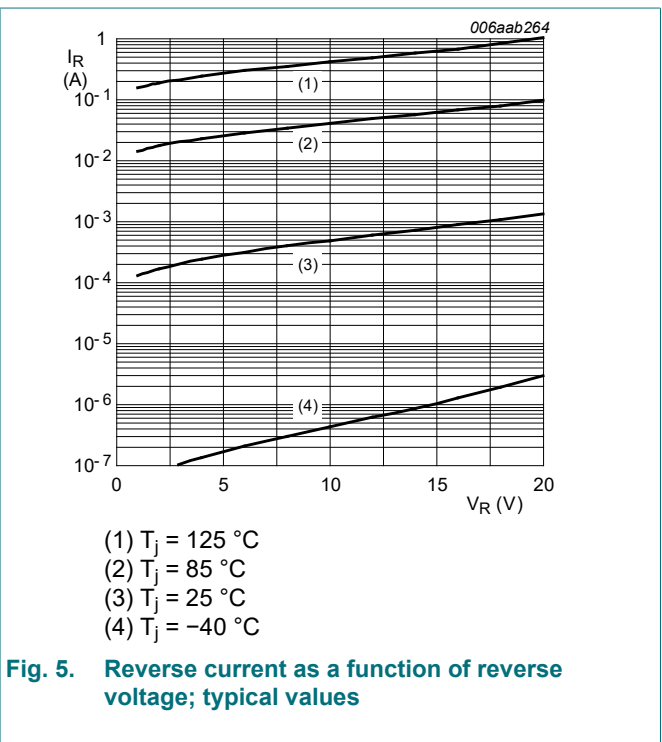 006aab264
I_R
(A)
1
10⁻¹
10⁻²
10⁻³
10⁻⁴
10⁻⁵
10⁻⁶
10⁻⁷
(1)
(2)
(3)
(4)
0 5 10 15 20
V_R (V)
(1) T_j = 125 °C
(2) T_j = 85 °C
(3) T_j = 25 °C
(4) T_j = −40 °C
Fig. 5. Reverse current as a function of reverse
voltage; typical values